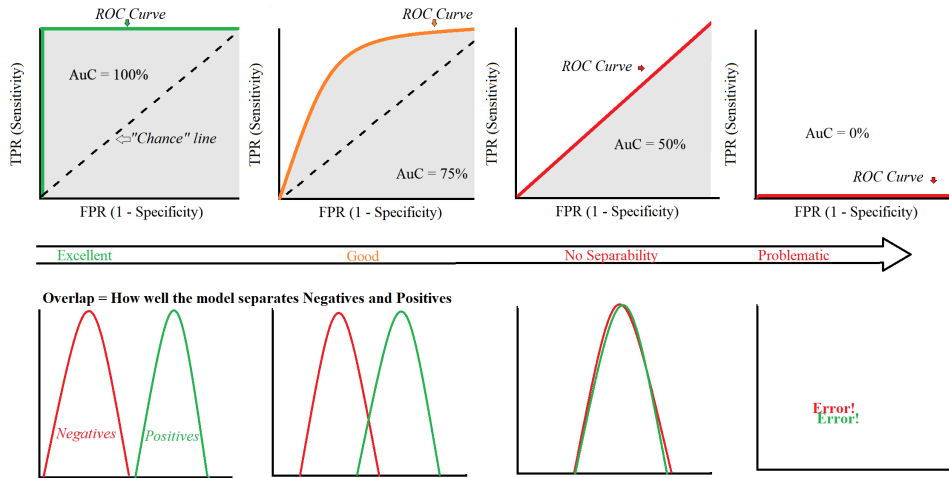 ROC Curve
TPR (Sensitivity)
AuC = 100%
"Chance" line
FPR (1 - Specificity)
ROC Curve
TPR (Sensitivity)
AuC = 75%
FPR (1 - Specificity)
TPR (Sensitivity)
ROC Curve
AuC = 50%
FPR (1 - Specificity)
TPR (Sensitivity)
AuC = 0%
ROC Curve
FPR (1 - Specificity)
Excellent
Good
No Separability
Problematic
Overlap = How well the model separates Negatives and Positives
Negatives
Positives
Error!
Error!